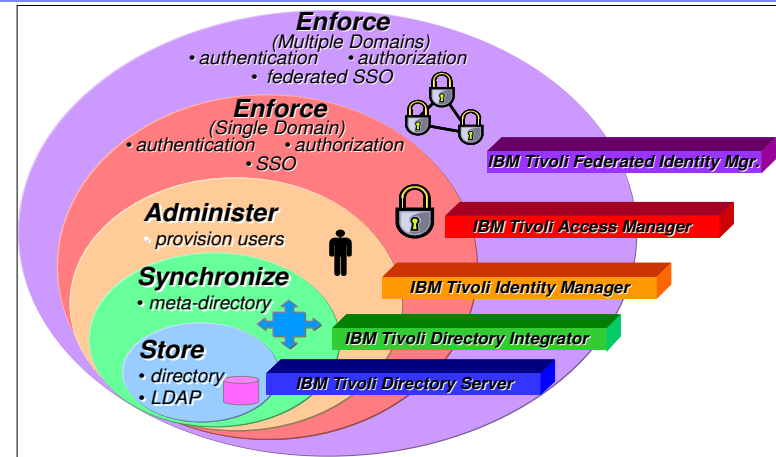 Enforce
(Multiple Domains)
• authentication • authorization
• federated SSO
Enforce
(Single Domain)
• authentication • authorization
• SSO
IBM Tivoli Federated Identity Mgr.
Administer
• provision users
IBM Tivoli Access Manager
Synchronize
• meta-directory
IBM Tivoli Identity Manager
Store
• directory
• LDAP
IBM Tivoli Directory Integrator
IBM Tivoli Directory Server